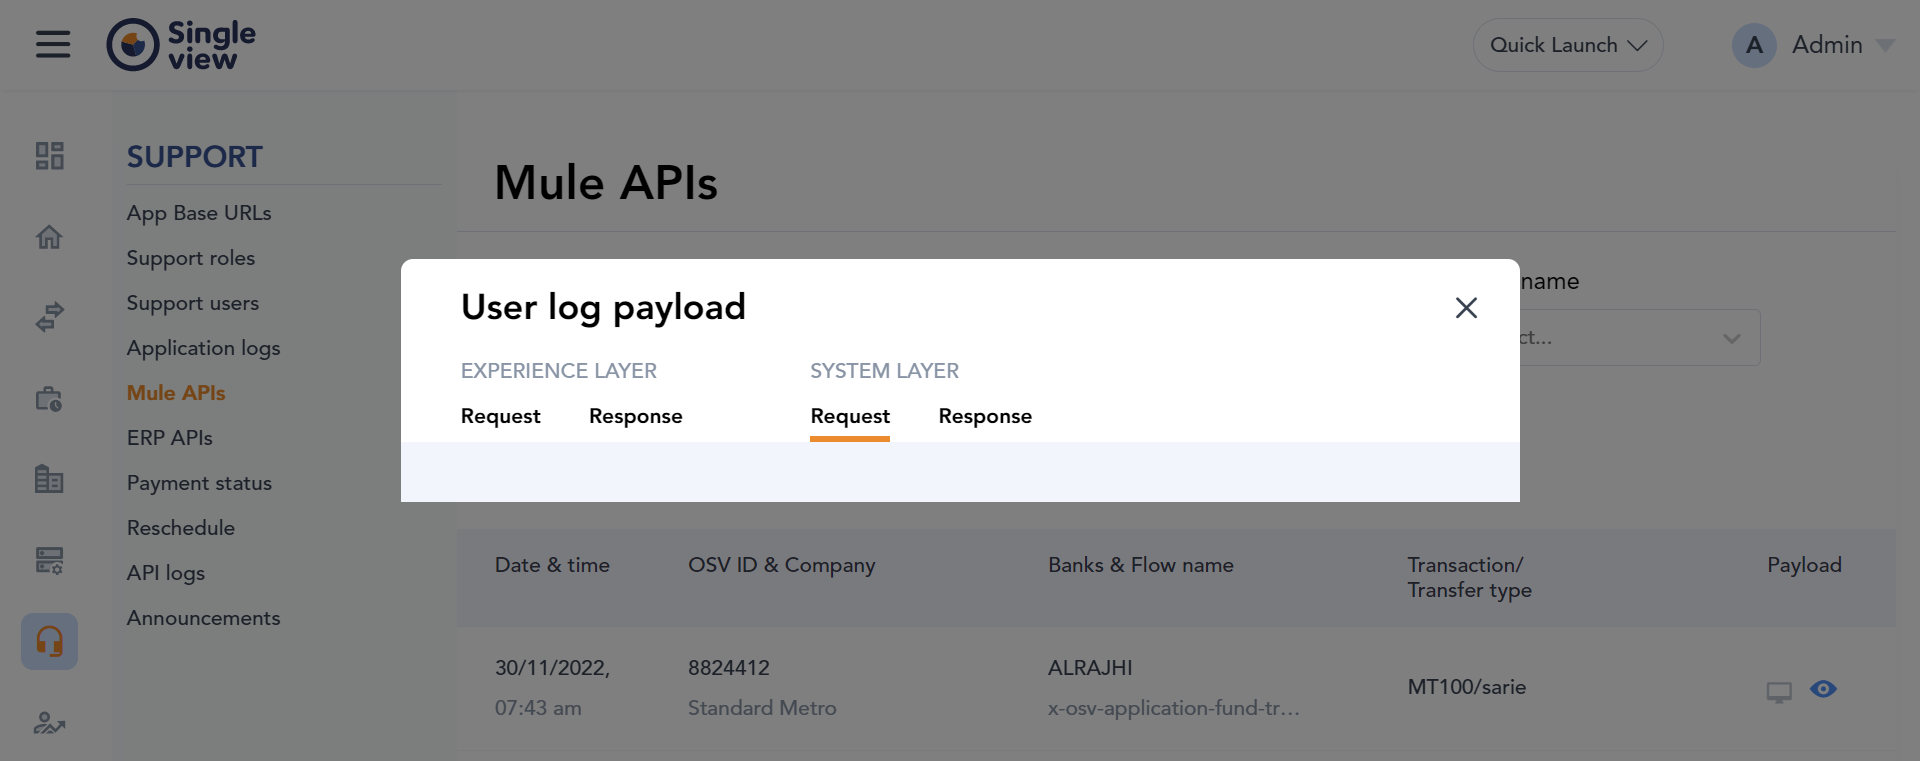 Single
view
Quick Launch
A
Admin
SUPPORT
App Base URLs
Support roles
Support users
Application logs
Mule APIs
ERP APIs
Payment status
Reschedule
API logs
Announcements
Mule APIs
name
ct...
User log payload
EXPERIENCE LAYER
SYSTEM LAYER
Request Response
Request Response
Date & time
OSV ID & Company
Banks & Flow name
Transaction/
Transfer type
Payload
30/11/2022,
07:43 am
8824412
Standard Metro
ALRAJHI
x-osv-application-fund-tr...
MT100/sarie